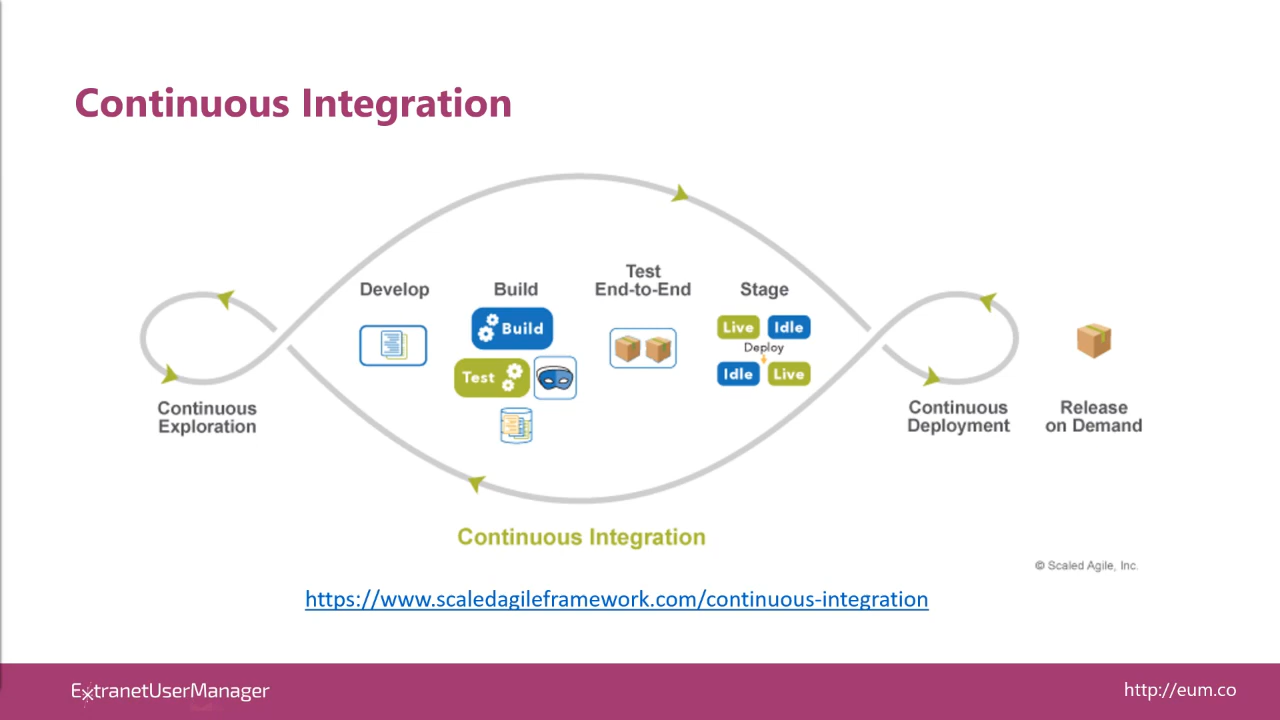 Continuous Integration
Develop
Build
Test
End-to-End
Stage
Build
Test
Live
Idle
Deploy
Idle
Live
Continuous
Exploration
Continuous
Deployment
Release
on Demand
Continuous Integration
© Scaled Agile, Inc.
https://www.scaledagileframework.com/continuous-integration
ExtranetUserManager
http://eum.co